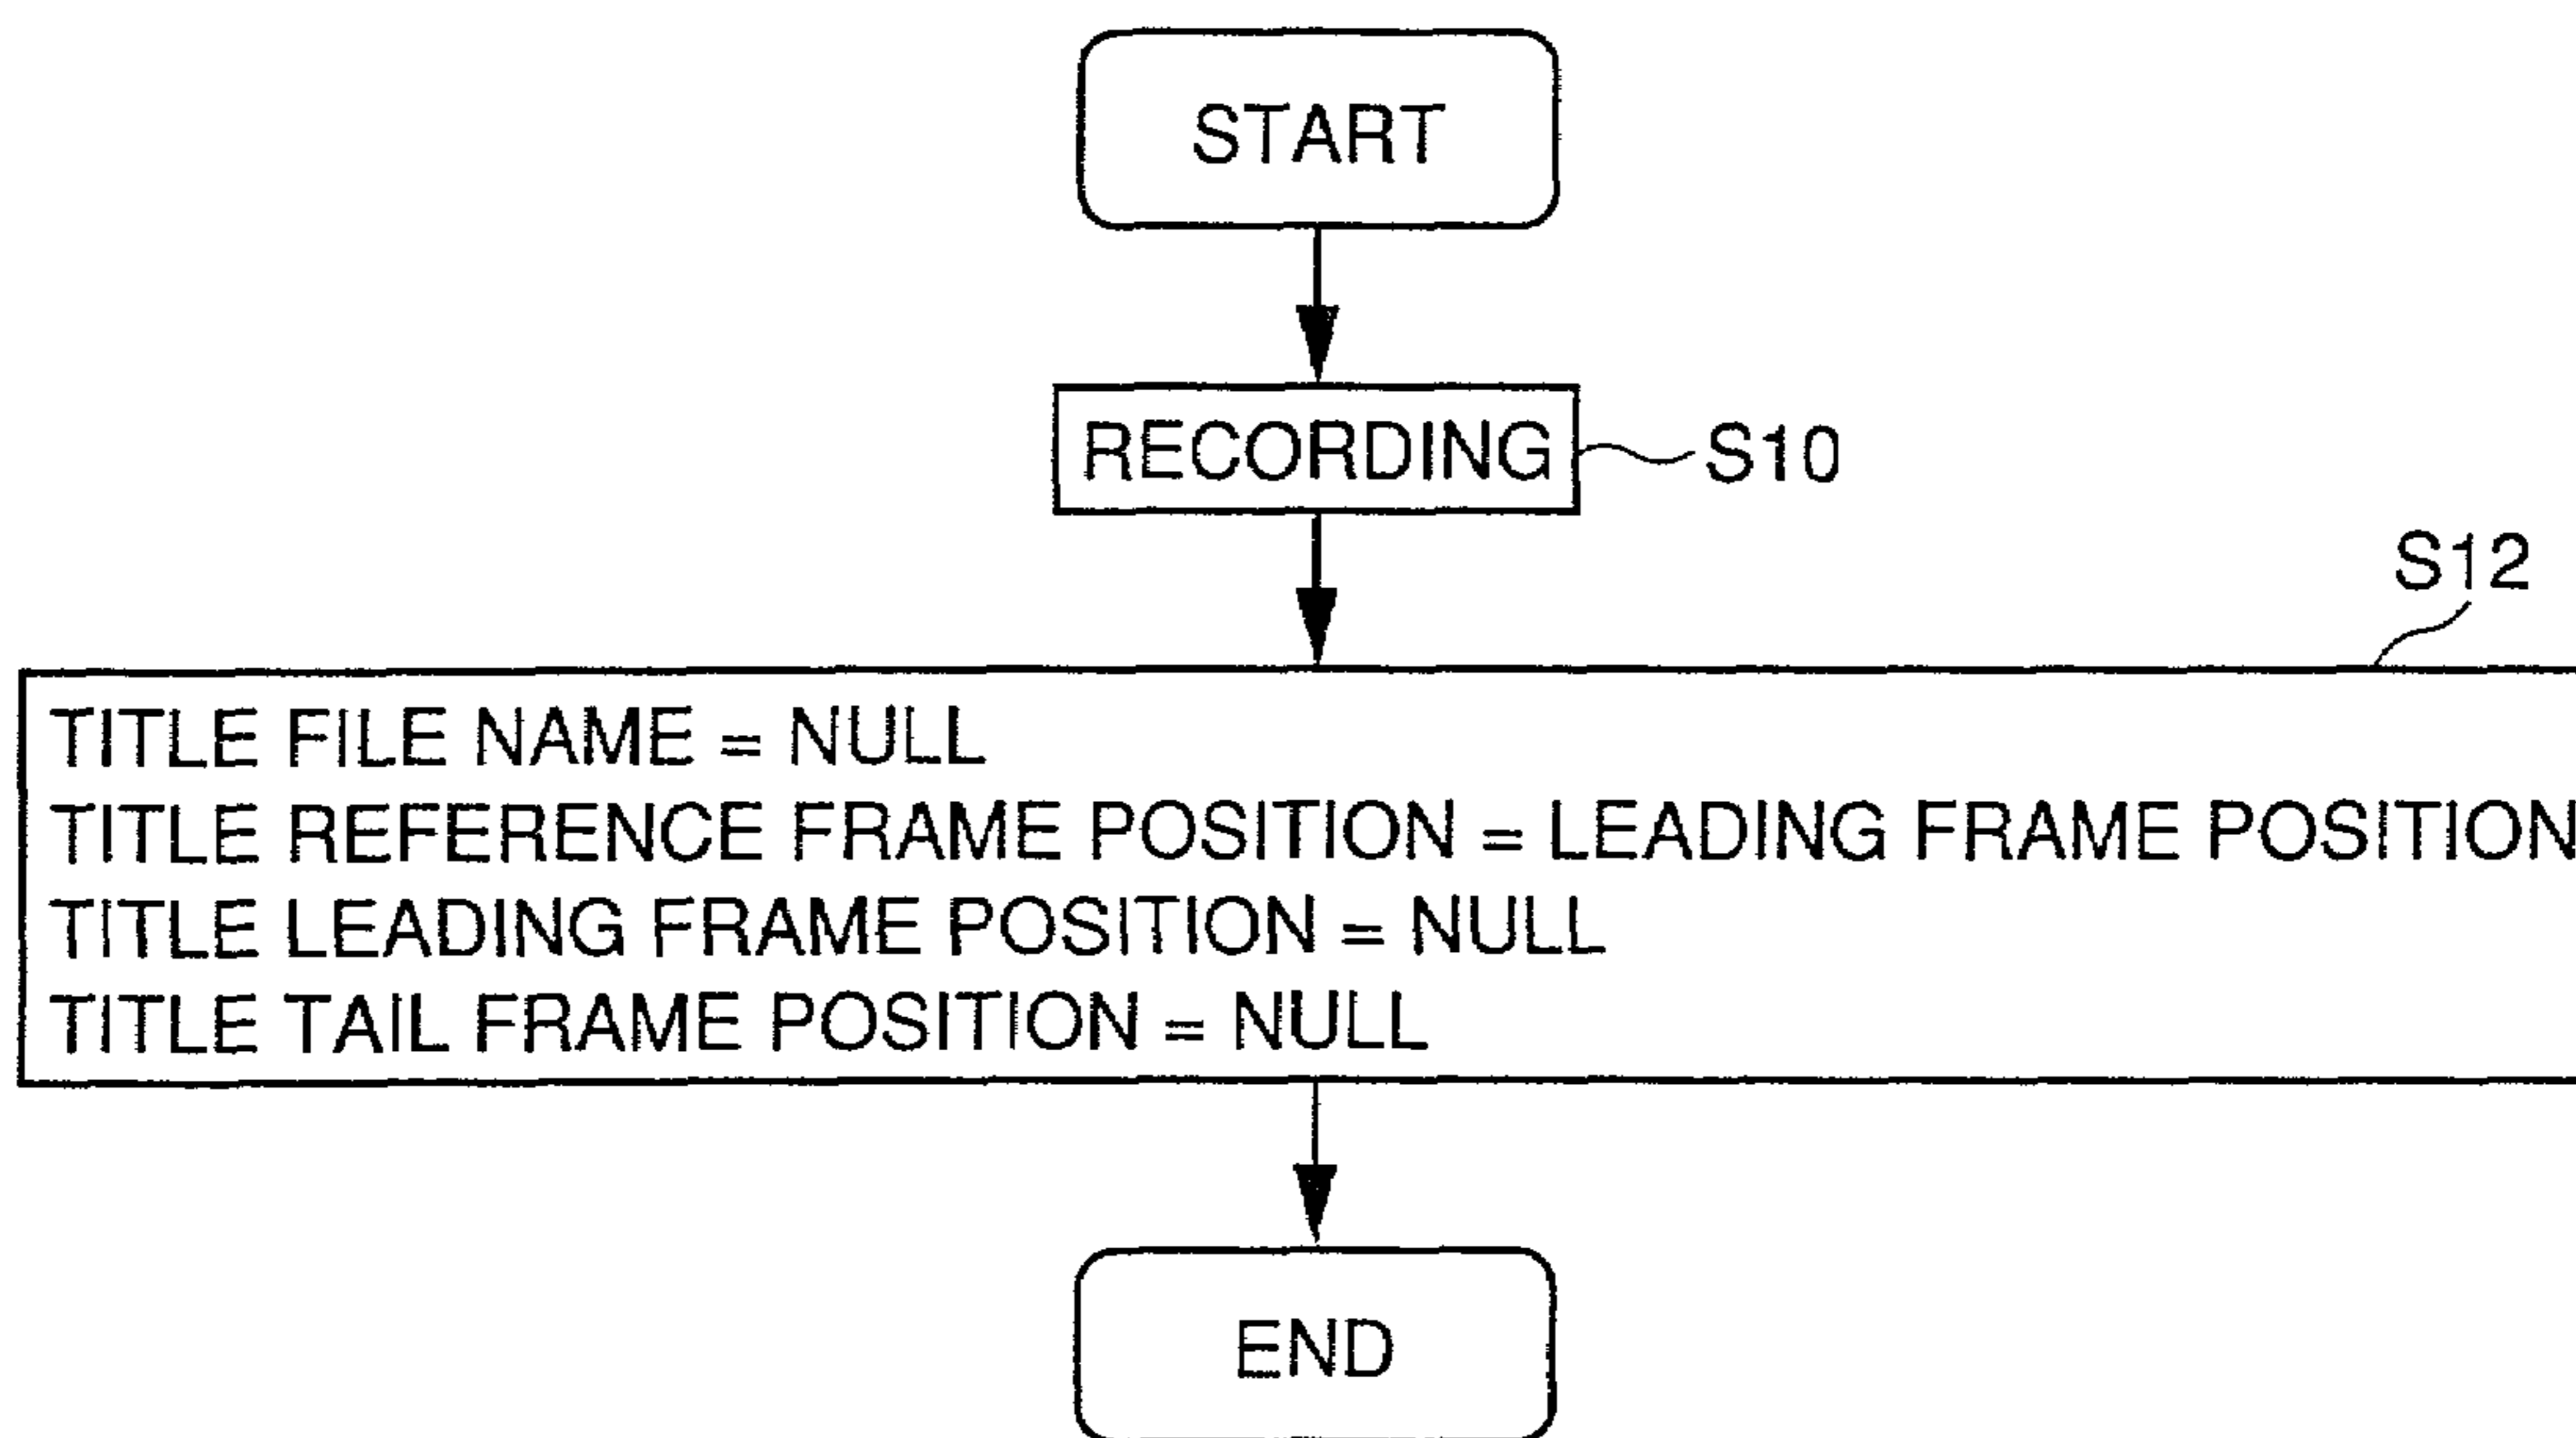 START
RECORDING
S10
S12
TITLE FILE NAME = NULL
TITLE REFERENCE FRAME POSITION = LEADING FRAME POSITION
TITLE LEADING FRAME POSITION = NULL
TITLE TAIL FRAME POSITION = NULL
END